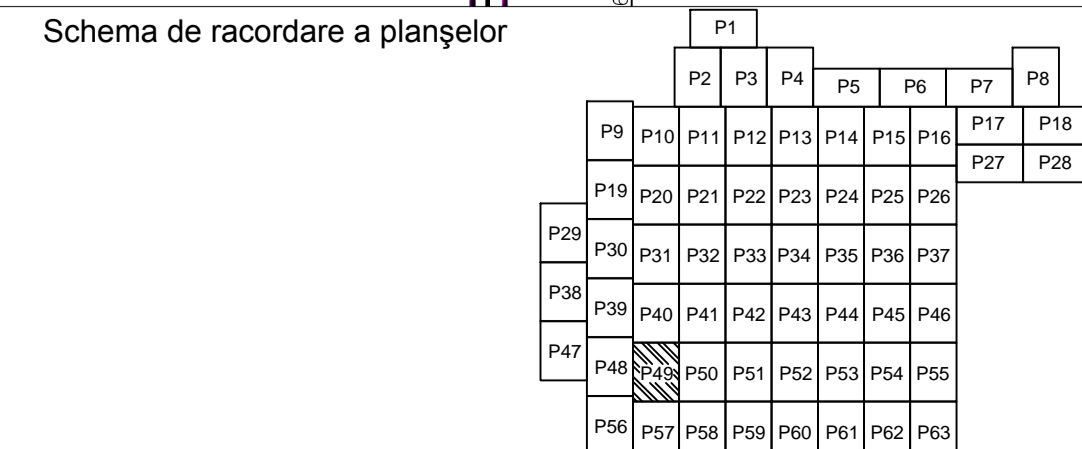 Schema de racordare a planşelor
P1
P2 P3 P4 P5 P6 P7 P8
P9 P10 P11 P12 P13 P14 P15 P16 P17 P18
P27 P28
P19 P20 P21 P22 P23 P24 P25 P26
P29 P30 P31 P32 P33 P34 P35 P36 P37
P38 P39 P40 P41 P42 P43 P44 P45 P46
P47 P48 P49 P50 P51 P52 P53 P54 P55
P56 P57 P58 P59 P60 P61 P62 P63